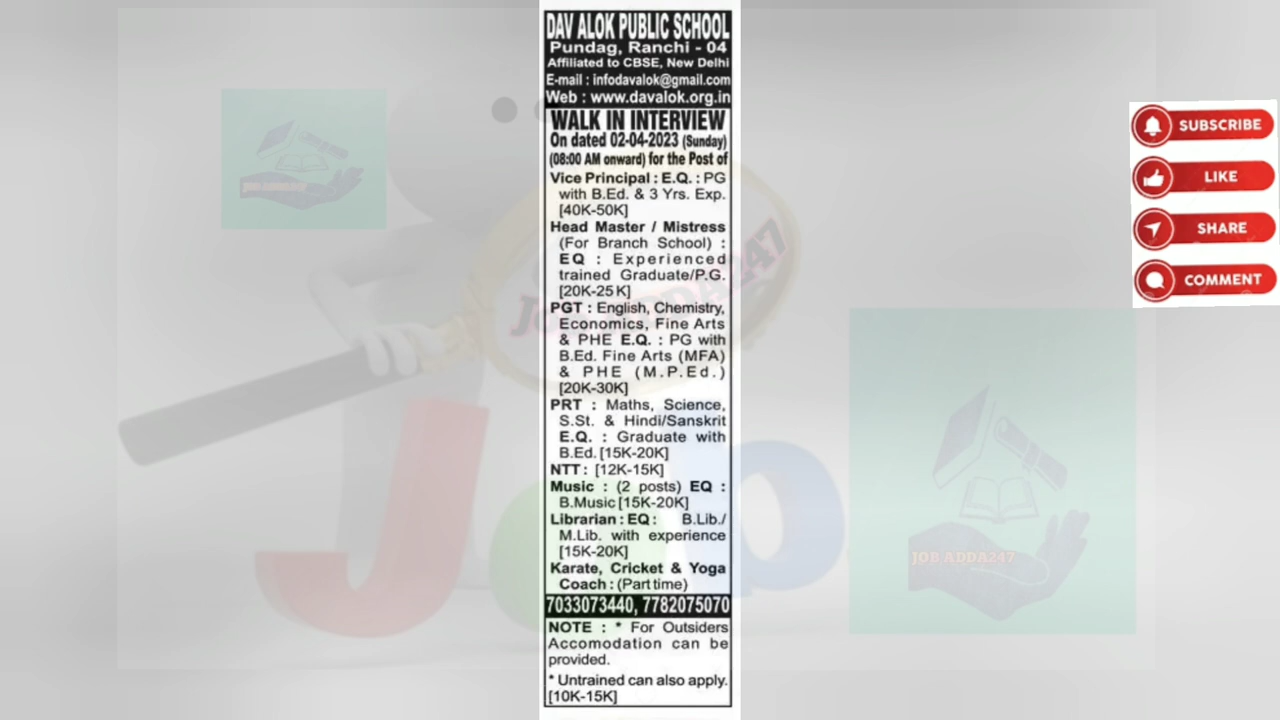 DAV ALOK PUBLIC SCHOOL
Pundag, Ranchi - 04
Affiliated to CBSE, New Delhi
E-mail : infodavalok@gmail.com
Web : www.davalok.org.in
WALK IN INTERVIEW
On dated 02-04-2023 (Sunday)
(08:00 AM onward) for the Post of
Vice Principal : E.Q. : PG
with B.Ed. & 3 Yrs. Exp.
[40K-50K]
Head Master / Mistress
(For Branch School) :
EQ : Experienced
trained Graduate/P.G.
[20K-25K]
PGT : English, Chemistry,
Economics, Fine Arts
& PHE E.Q. : PG with
B.Ed. Fine Arts (MFA)
& PHE (M.P.Ed.)
[20K-30K]
PRT : Maths, Science,
S.St. & Hindi/Sanskrit
E.Q. : Graduate with
B.Ed. [15K-20K]
NTT : [12K-15K]
Music : (2 posts) EQ :
B.Music [15K-20K]
Librarian : EQ : B.Lib./
M.Lib. with experience
[15K-20K]
Karate, Cricket & Yoga
Coach : (Part time)
7033073440, 7782075070
NOTE : * For Outsiders
Accomodation can be
provided.
* Untrained can also apply.
[10K-15K]
SUBSCRIBE
LIKE
SHARE
COMMENT
JOB ADDA247
JOB ADDA247
JOB ADDA247
Job